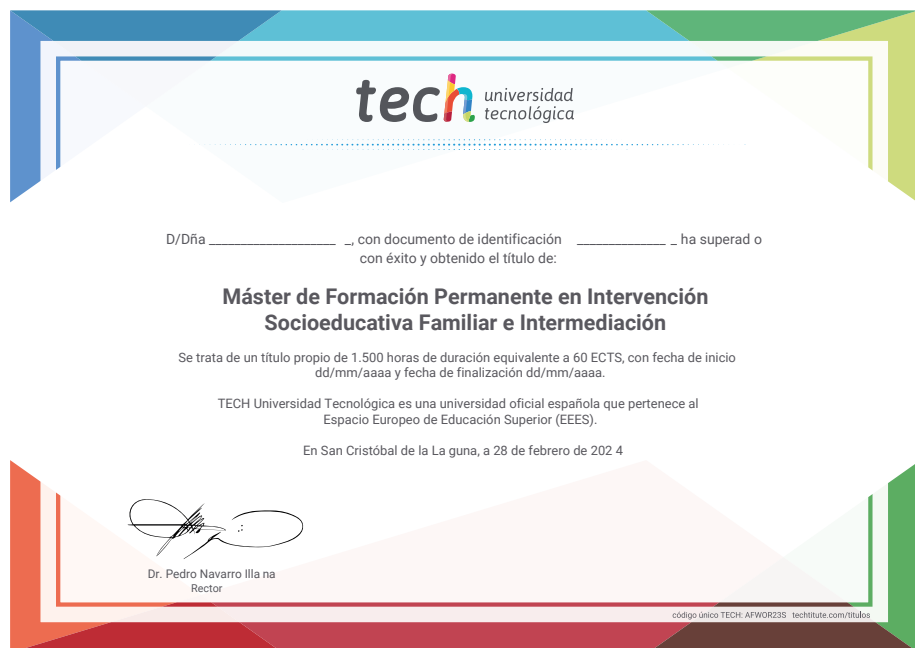 tech universidad
tecnológica
D/Dña ____________________ _, con documento de identificación ______________ _ ha superad o
con éxito y obtenido el título de:
Máster de Formación Permanente en Intervención
Socioeducativa Familiar e Intermediación
Se trata de un título propio de 1.500 horas de duración equivalente a 60 ECTS, con fecha de inicio
dd/mm/aaaa y fecha de finalización dd/mm/aaaa.
TECH Universidad Tecnológica es una universidad oficial española que pertenece al
Espacio Europeo de Educación Superior (EEES).
En San Cristóbal de la La guna, a 28 de febrero de 202 4
Dr. Pedro Navarro Illa na
Rector
código único TECH: AFWOR23S techtitute.com/titulos